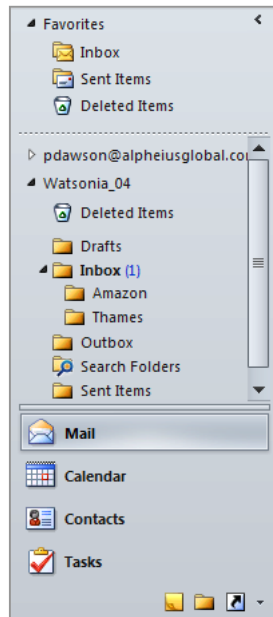 Favorites
Inbox
Sent Items
Deleted Items
pdawson@alpheiusglobal.co
Watsonia_04
Deleted Items
Drafts
Inbox (1)
Amazon
Thames
Outbox
Search Folders
Sent Items
Mail
Calendar
Contacts
Tasks